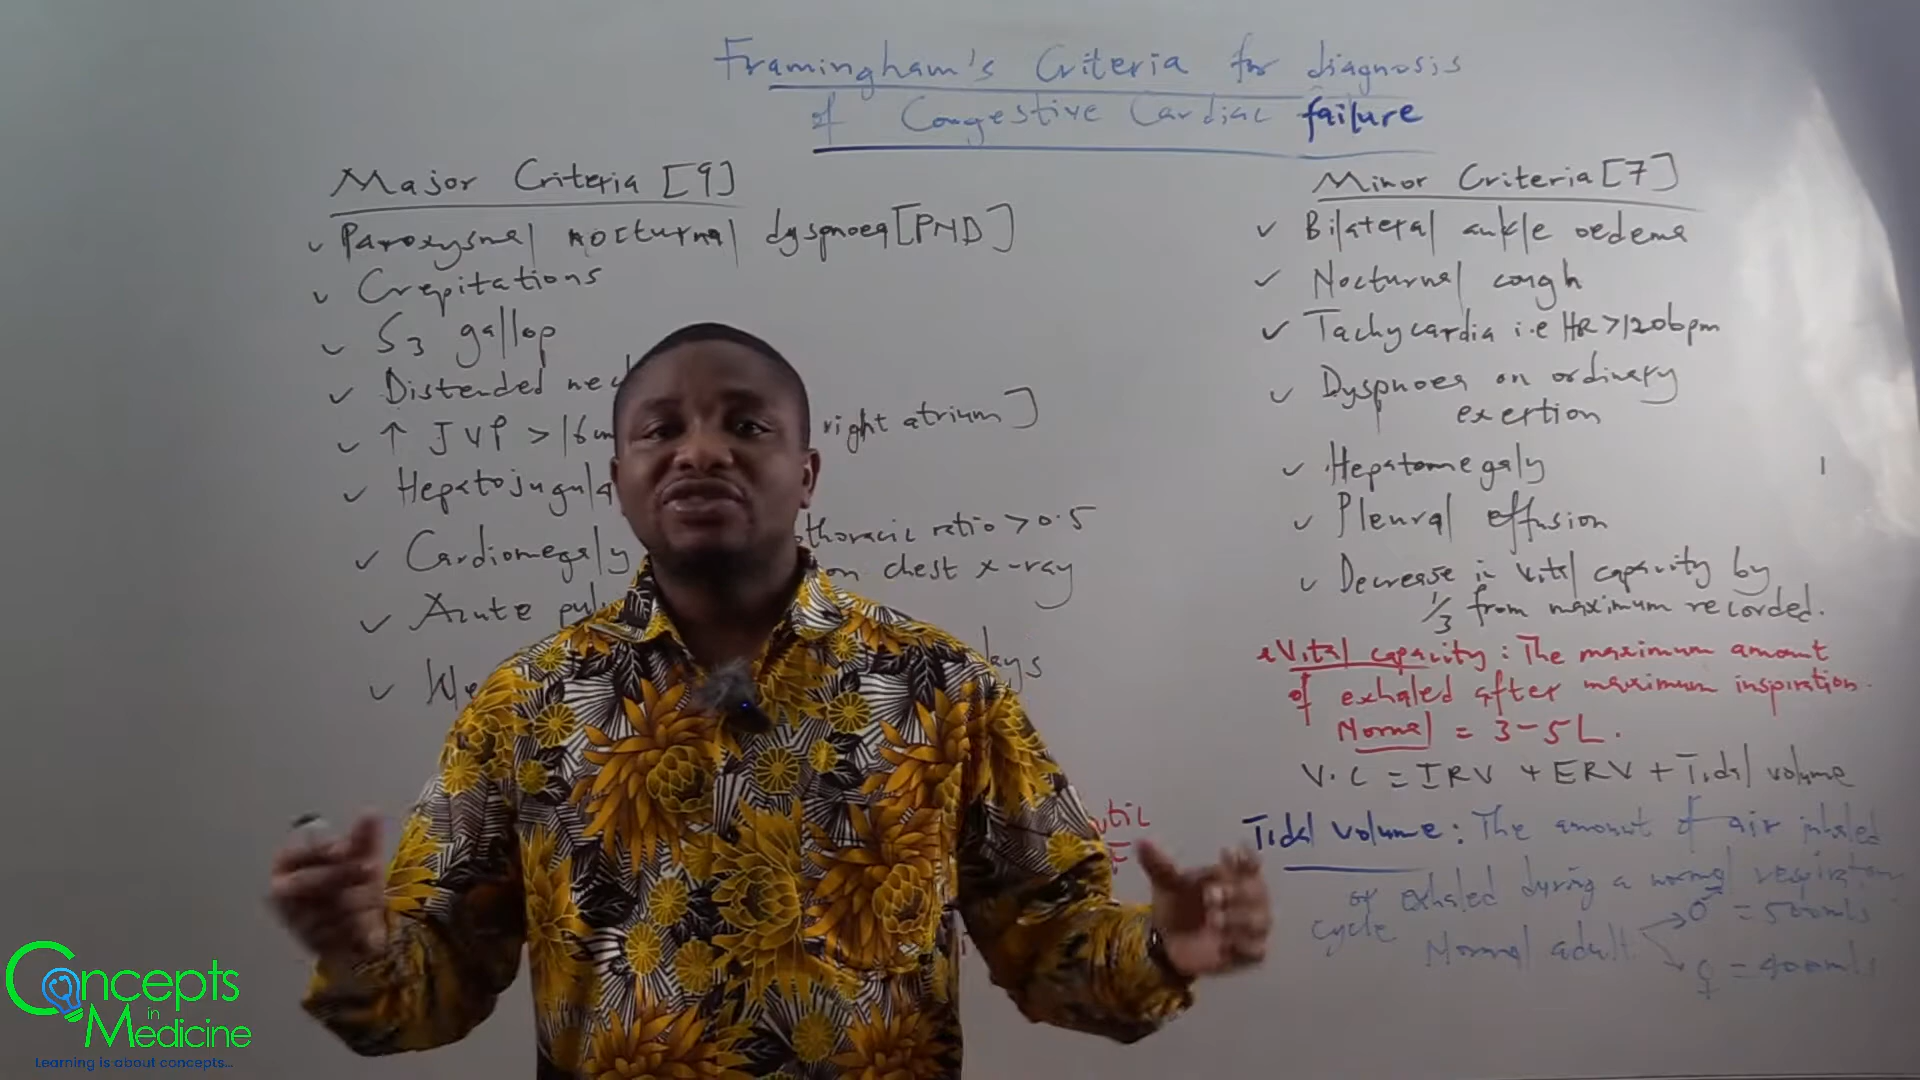 Framingham's Criteria for diagnosis
of Congestive Cardiac failure
Major Criteria [9]
✓ Paroxysmal nocturnal dyspnoea [PND]
✓ Crepitations
✓ S3 gallop
✓ Distended
✓ ↑ JVP > 16 right atrium]
✓
✓ Cardiomegaly ratio > 0.5
on chest x-ray
✓ Acute
✓
Minor Criteria [7]
✓ Bilateral ankle oedema
✓ Nocturnal cough
✓ Tachycardia i.e HR > 120bpm
✓ Dyspnoea on ordinary
exertion
✓ Hepatomegaly
✓ Pleural effusion
✓ Decrease in vital capacity by
1/3 from maximum recorded.
Vital capacity: The maximum amount
of exhaled after maximum inspiration.
Normal = 3-5L.
V.C = IRV + ERV + Tidal volume
Tidal volume: The amount of air inhaled
or exhaled during a normal respiration
cycle ♂ = 500mls
Normal adult ♀ = 400mls
Concepts
in
Medicine
Learning is about concepts...